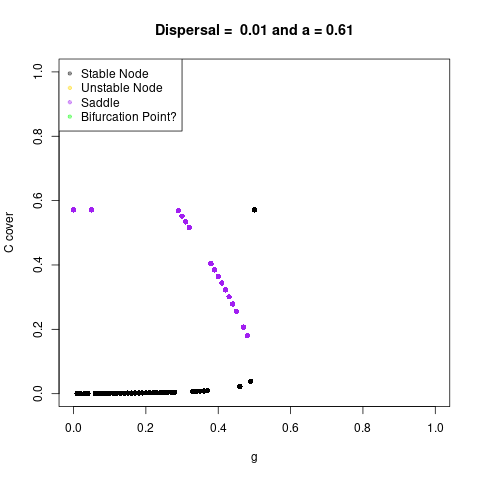 Dispersal =  0.01 and a = 0.61
Stable Node
Unstable Node
Saddle
Bifurcation Point?
C cover
1.0
0.8
0.6
0.4
0.2
0.0
0.0 0.2 0.4 0.6 0.8 1.0
g